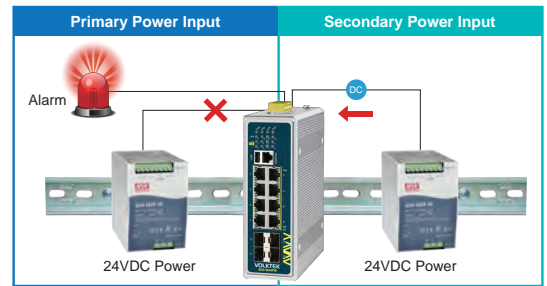 Primary Power Input
Secondary Power Input
Alarm
DC
VOLKTEK
24VDC Power
24VDC Power